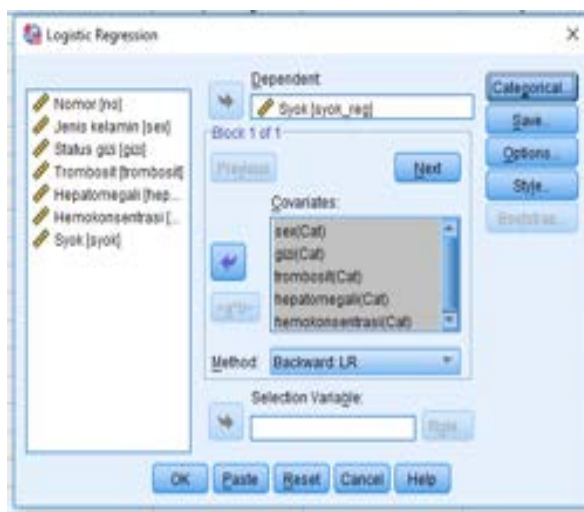 Logistic Regression
Nomor [no]
Jenis kelamin [sex]
Status gizi [gizi]
Trombosit [trombosit]
Hepatomegali [hep...
Hemokonsentrasi [...
Syok [syok]
Dependent:
Syok [syok_reg]
Block 1 of 1
Previous
Next
Covariates:
sex(Cat)
gizi(Cat)
trombosit(Cat)
hepatomegali(Cat)
hemokonsentrasi(Cat)
>a*b>
Method:
Backward: LR
Selection Variable:
Rule...
Categorical...
Save...
Options...
Style...
Bootstrap...
OK
Paste
Reset
Cancel
Help